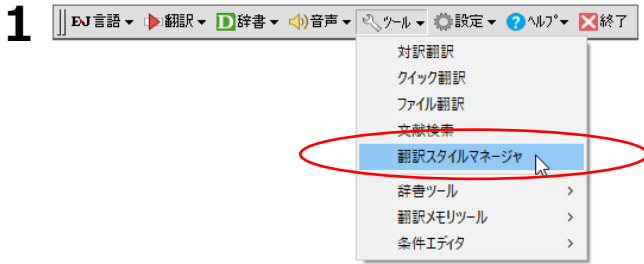 1
EJ言語 翻訳 D辞書 音声 ツール 設定 ?ヘルプ 終了
対訳翻訳
クイック翻訳
ファイル翻訳
文献検索
翻訳スタイルマネージャ
辞書ツール
翻訳メモリツール
条件エディタ